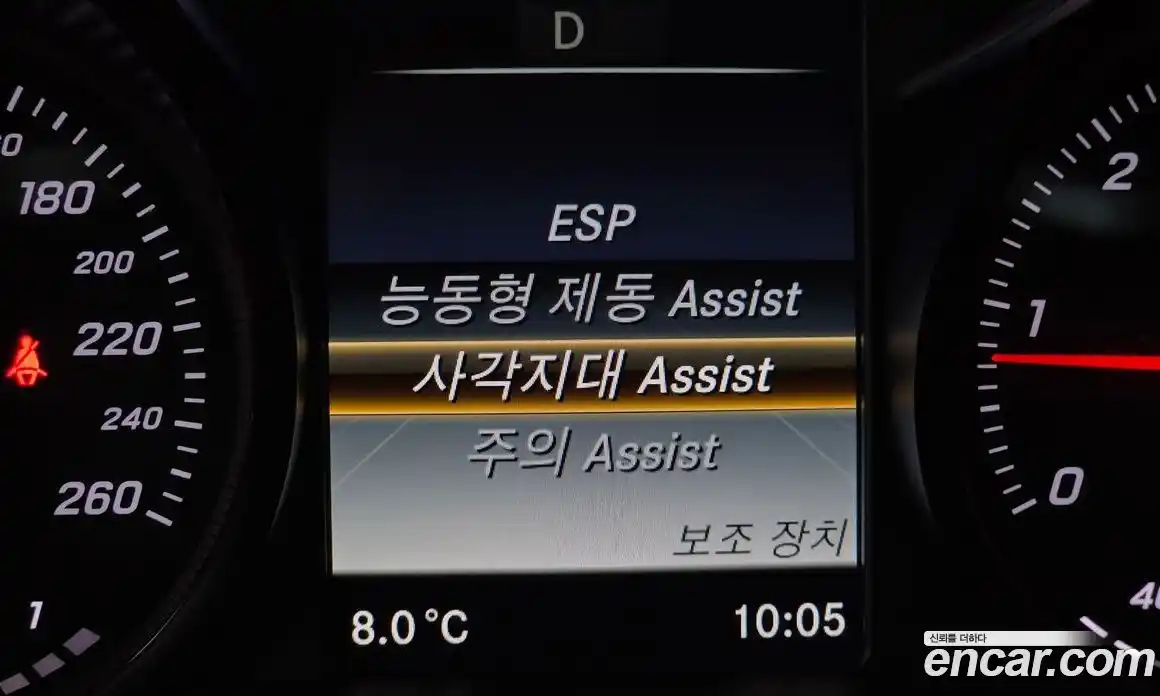 D
ESP
능동형 제동 Assist
사각지대 Assist
주의 Assist
보조 장치
8.0 °C
10:05
180
200
220
240
260
1
2
1
0
신뢰를 더하다
encar.com